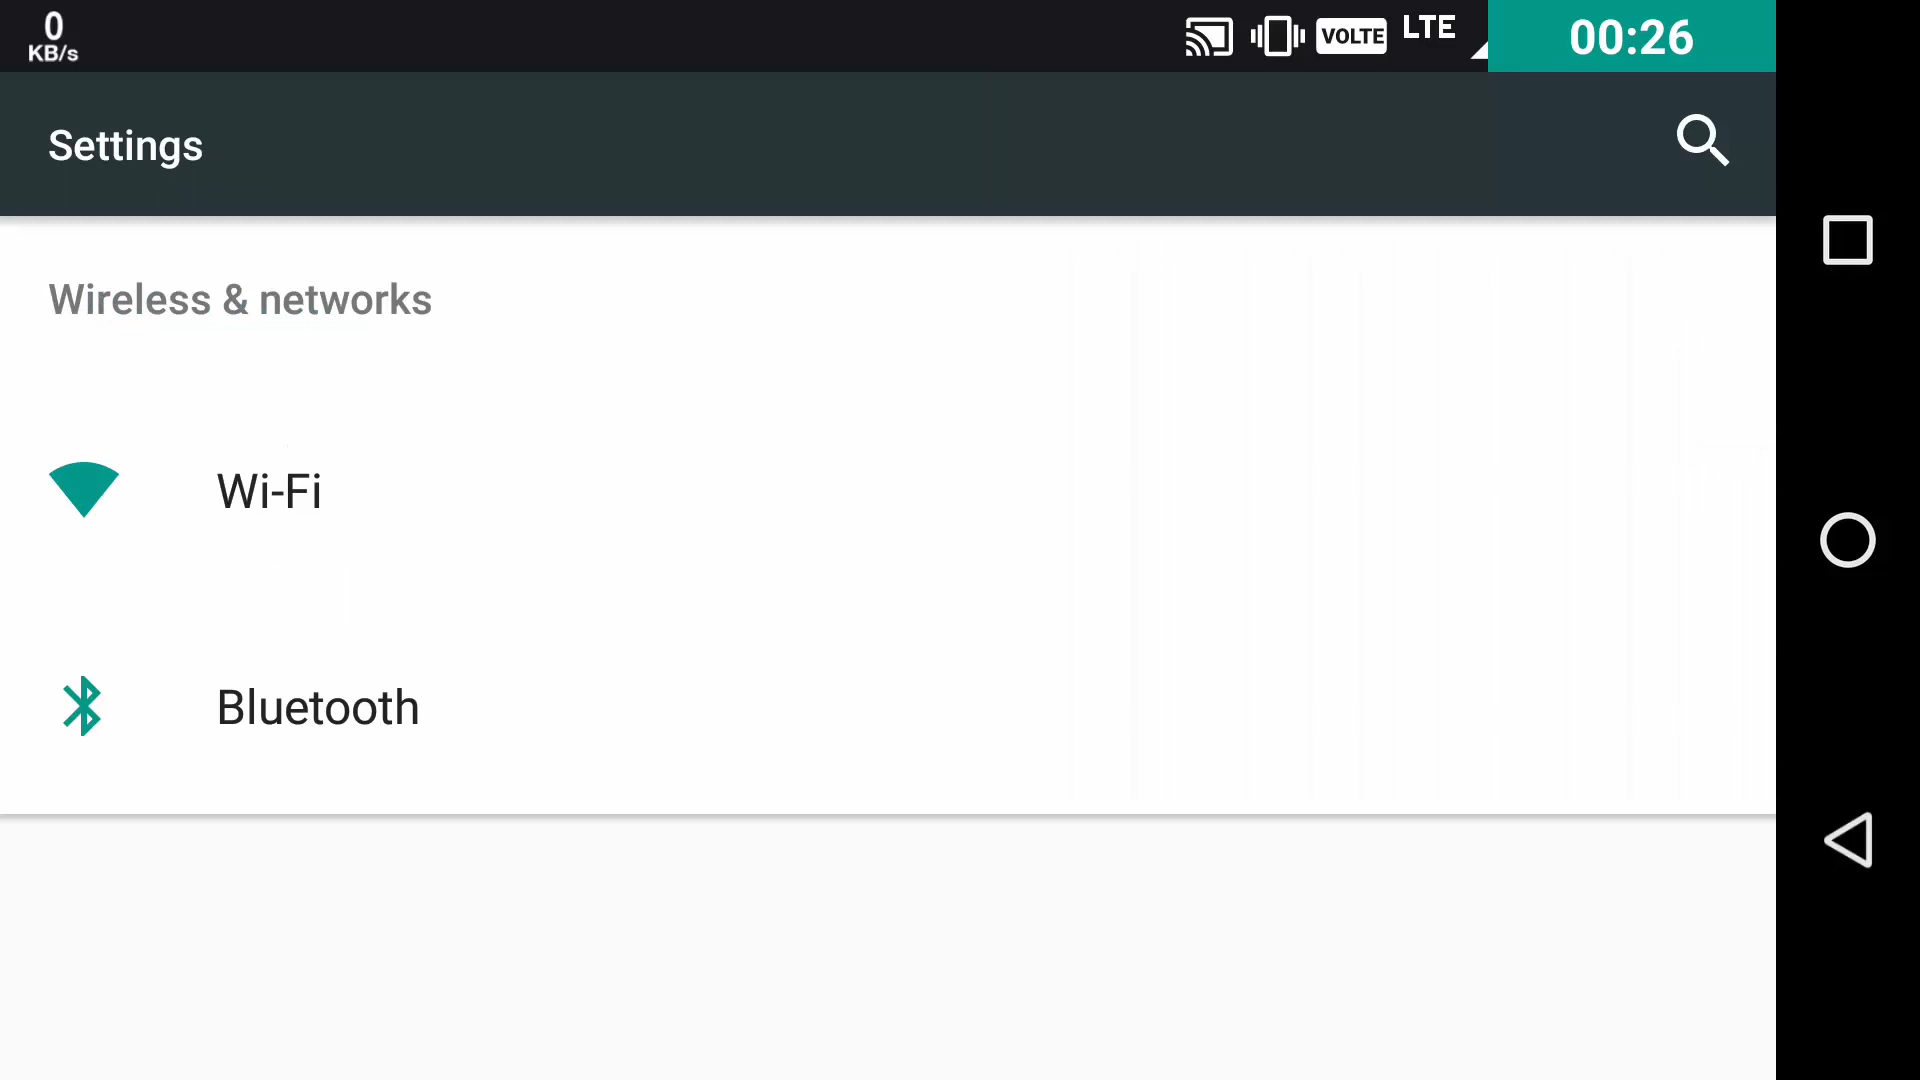 0
KB/s
VOLTE LTE 00:26
Settings
Wireless & networks
Wi-Fi
Bluetooth